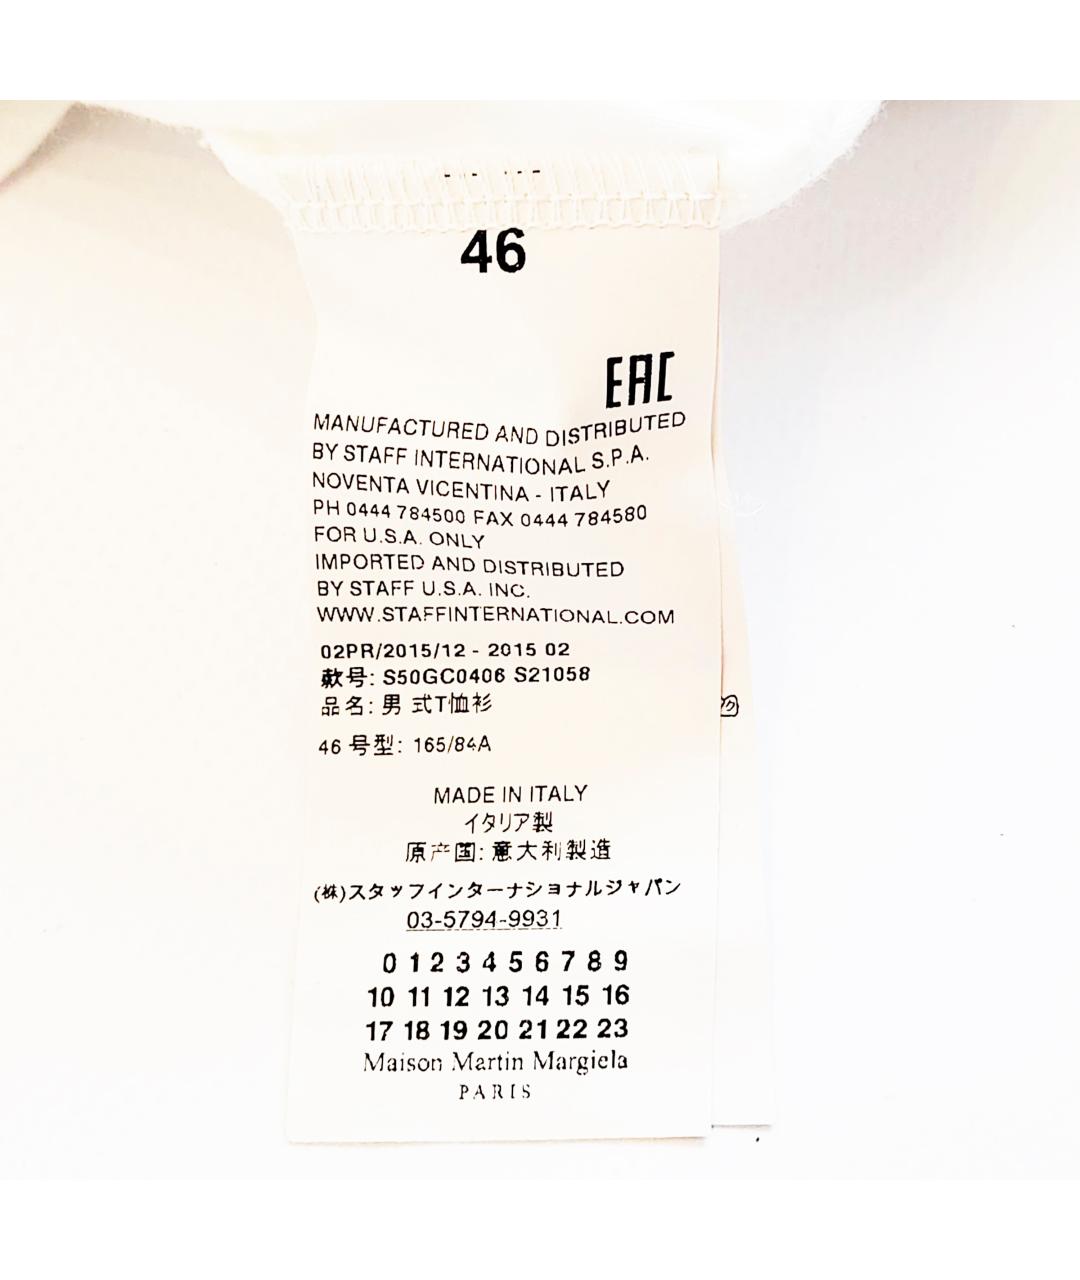 46
EAC
MANUFACTURED AND DISTRIBUTED
BY STAFF INTERNATIONAL S.P.A.
NOVENTA VICENTINA - ITALY
PH 0444 784500 FAX 0444 784580
FOR U.S.A. ONLY
IMPORTED AND DISTRIBUTED
BY STAFF U.S.A. INC.
WWW.STAFFINTERNATIONAL.COM
02PR/2015/12 - 2015 02
款号: S50GC0406 S21058
品名: 男 式T恤衫
46 号型: 165/84A
MADE IN ITALY
イタリア製
原产国: 意大利製造
(株)スタッフインターナショナルジャパン
03-5794-9931
0 1 2 3 4 5 6 7 8 9
10 11 12 13 14 15 16
17 18 19 20 21 22 23
Maison Martin Margiela
PARIS